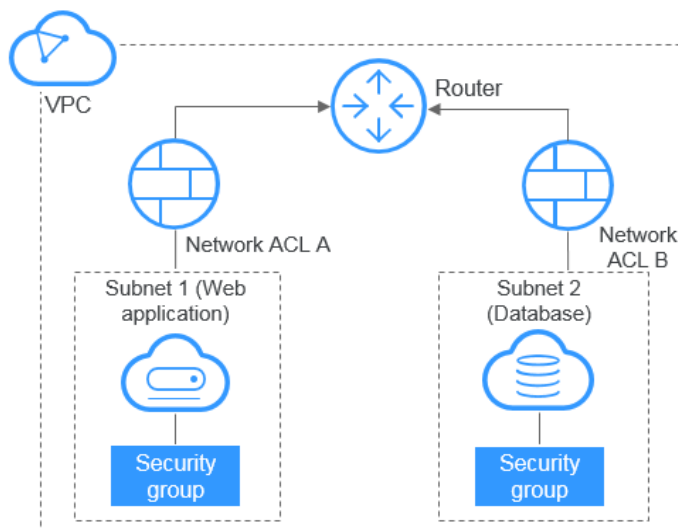 VPC
Router
Network ACL A
Network
ACL B
Subnet 1 (Web
application)
Subnet 2
(Database)
Security
group
Security
group